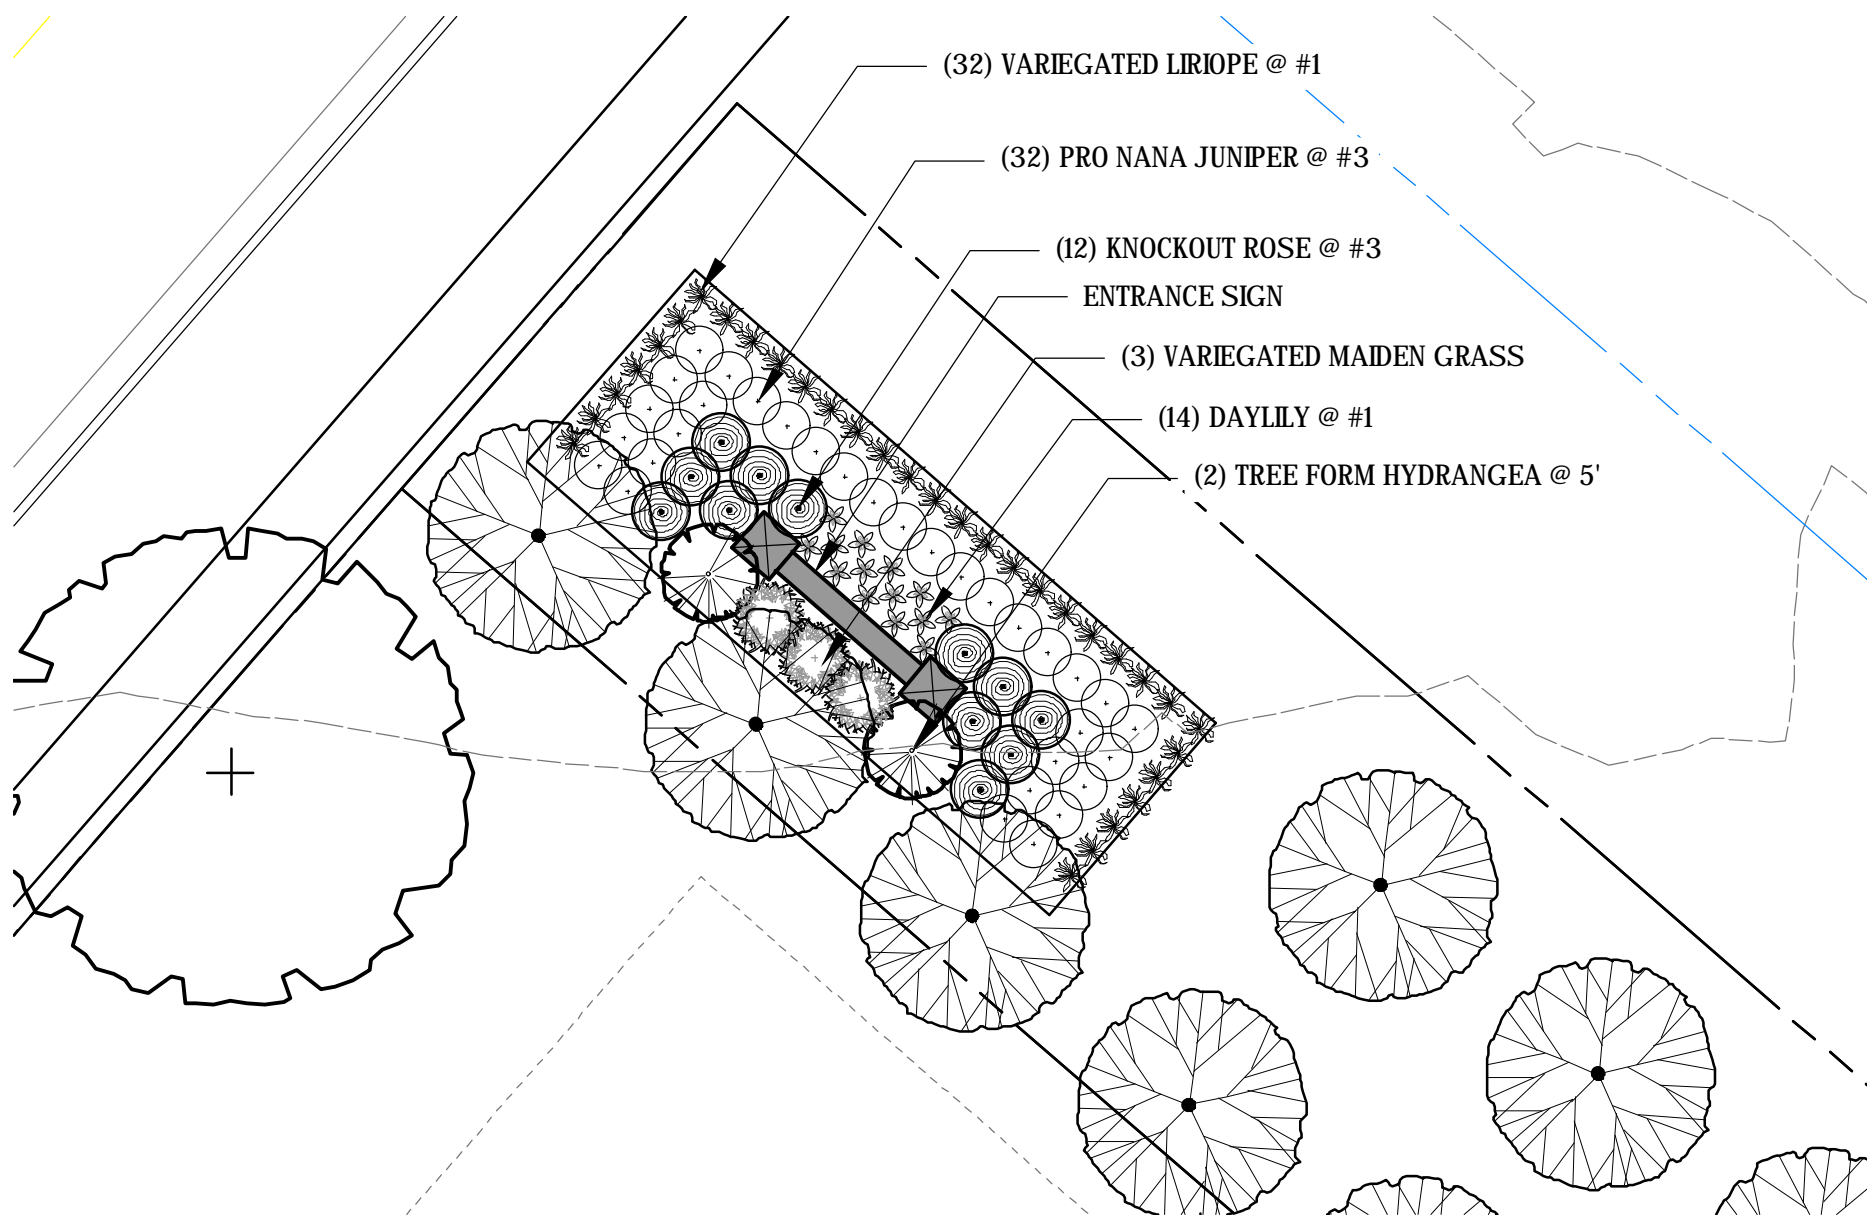 (32) VARIEGATED LIRIOPE @ #1
(32) PRO NANA JUNIPER @ #3
(12) KNOCKOUT ROSE @ #3
ENTRANCE SIGN
(3) VARIEGATED MAIDEN GRASS
(14) DAYLILY @ #1
(2) TREE FORM HYDRANGEA @ 5'